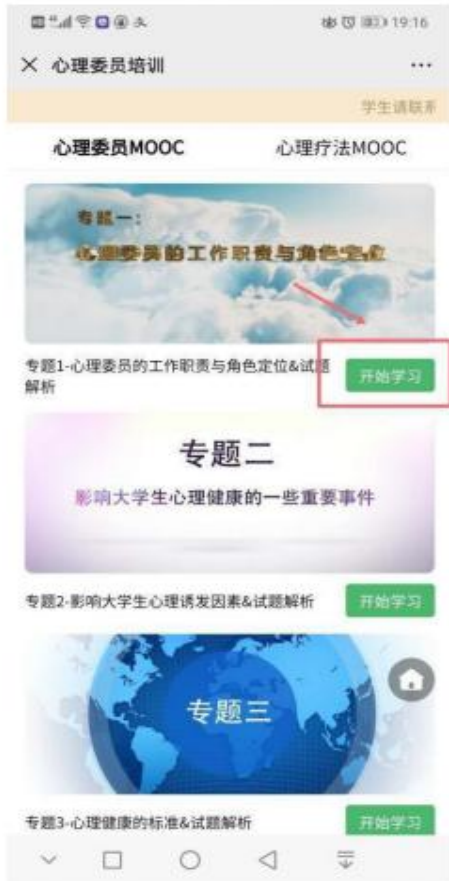 19:16
心理委员培训
学生请联系
心理委员MOOC
心理疗法MOOC
专题一:
心理委员的工作职责与角色定位
专题1-心理委员的工作职责与角色定位&试题
解析
开始学习
专题二
影响大学生心理健康的一些重要事件
专题2-影响大学生心理诱发因素&试题解析
开始学习
专题三
专题3-心理健康的标准&试题解析
开始学习